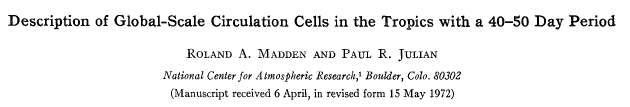 Description of Global-Scale Circulation Cells in the Tropics with a 40–50 Day Period
ROLAND A. MADDEN AND PAUL R. JULIAN
National Center for Atmospheric Research,¹ Boulder, Colo. 80302
(Manuscript received 6 April, in revised form 15 May 1972)